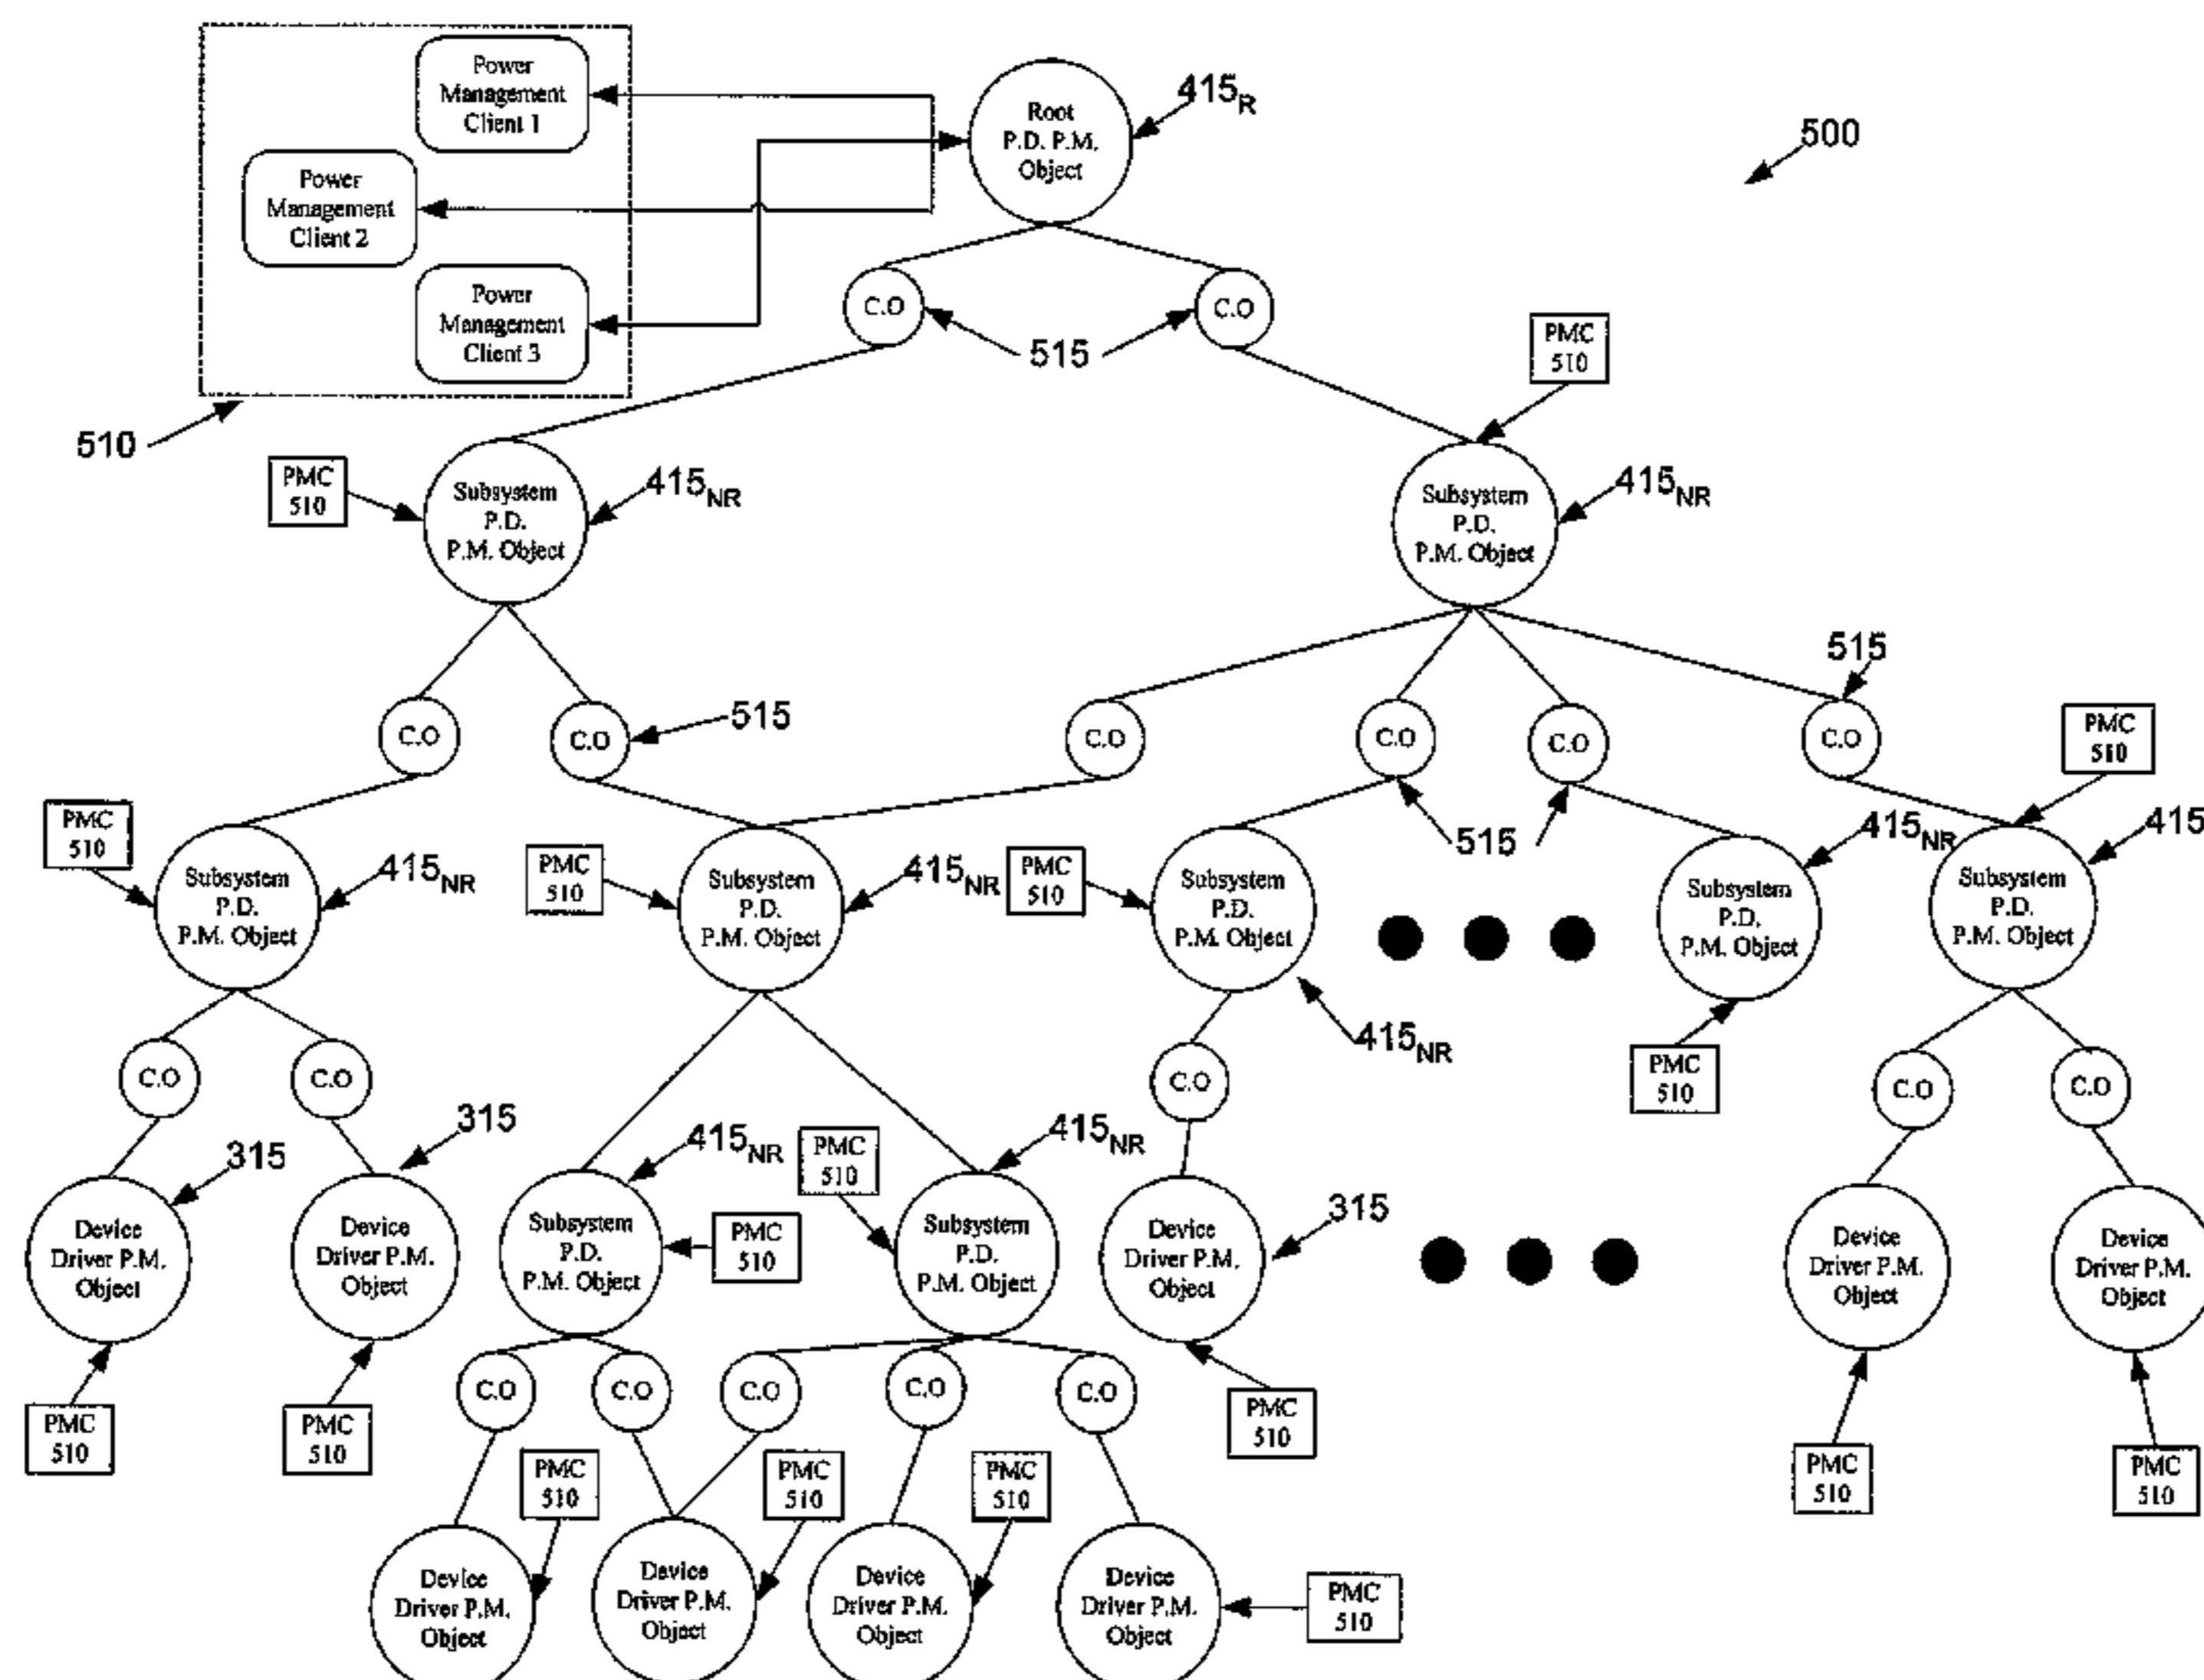 Power
Management
Client 1
Root
P.D. P.M.
Object
415R
500
Power
Management
Client 2
Power
Management
Client 3
C.O
C.O
515
PMC
510
510
PMC
510
Subsystem
P.D.
P.M. Object
415NR
Subsystem
P.D.
P.M. Object
415NR
515
C.O
C.O
515
C.O
C.O
C.O
C.O
PMC
510
PMC
510
Subsystem
P.D.
P.M. Object
415NR
PMC
510
Subsystem
P.D.
P.M. Object
415NR
PMC
510
Subsystem
P.D.
P.M. Object
515
415NR
Subsystem
P.D.
P.M. Object
415
Subsystem
P.D.
P.M. Object
415NR
PMC
510
C.O
C.O
C.O
C.O
C.O
315
315
415NR
PMC
510
415NR
Device
Driver P.M.
Object
Device
Driver P.M.
Object
Subsystem
P.D.
P.M. Object
PMC
510
Subsystem
P.D.
P.M. Object
Device
Driver P.M.
Object
315
Device
Driver P.M.
Object
Device
Driver P.M.
Object
PMC
510
PMC
510
C.O
C.O
C.O
C.O
C.O
PMC
510
PMC
510
PMC
510
PMC
510
PMC
510
PMC
510
Device
Driver P.M.
Object
Device
Driver P.M.
Object
Device
Driver P.M.
Object
Device
Driver P.M.
Object
PMC
510